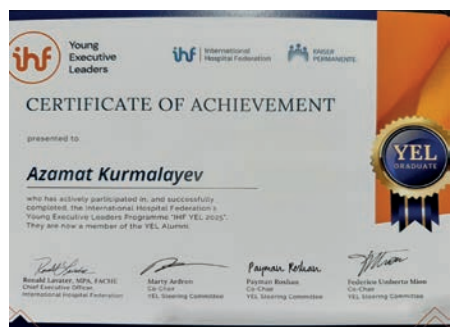 ihf
Young
Executive
Leaders
ihf
International
Hospital Federation
KAISER
PERMANENTE
CERTIFICATE OF ACHIEVEMENT
presented to
Azamat Kurmalayev
who has actively participated in, and successfully
completed, the International Hospital Federation's
Young Executive Leaders Programme "IHF YEL 2025".
They are now a member of the YEL Alumni.
YEL
GRADUATE
Ronald Lavater, MPA, FACHE
Chief Executive Officer
International Hospital Federation
Marty Ardron
Co-Chair
YEL Steering Committee
Payman Roshan
Payman Roshan
Co-Chair
YEL Steering Committee
Federico Umberto Mion
Co-Chair
YEL Steering Committee